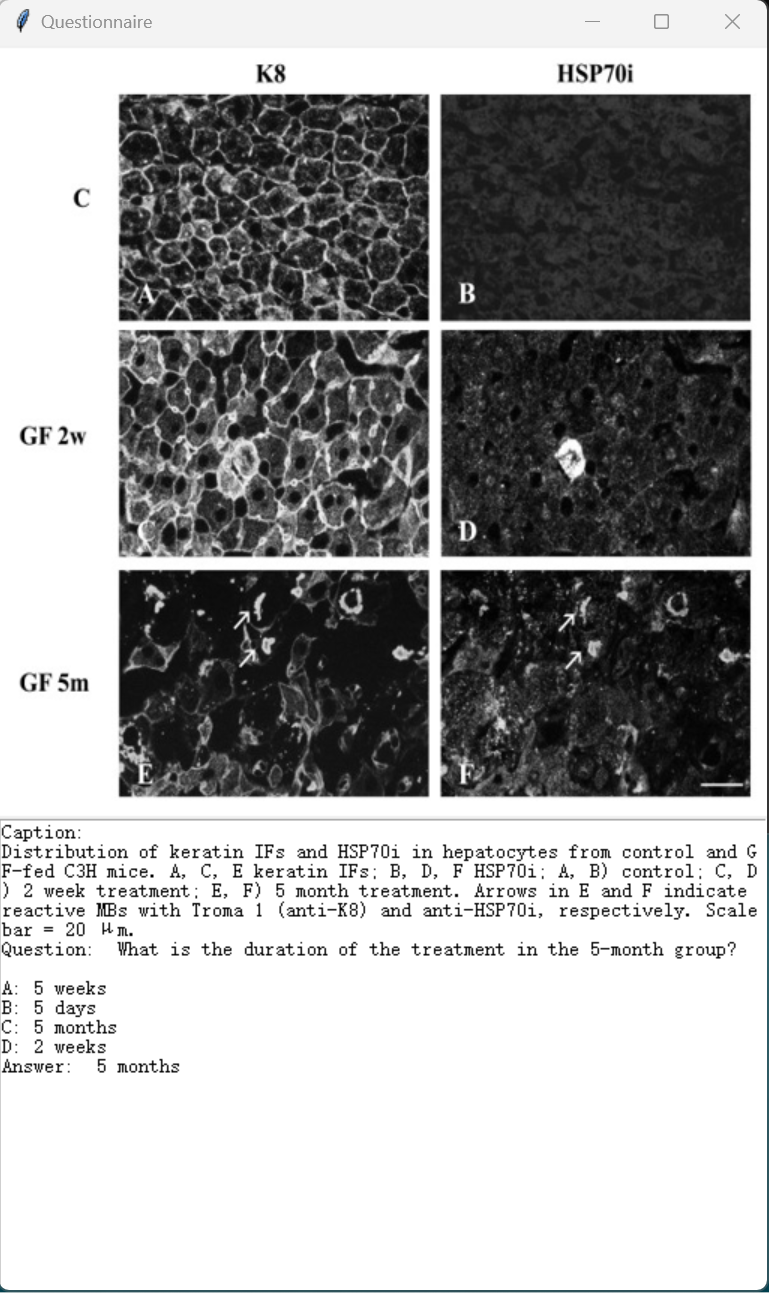 Questionnaire
K8 HSP70i
C
A B
GF 2w
C D
GF 5m
E F
Caption:
Distribution of keratin IFs and HSP70i in hepatocytes from control and G
F-fed C3H mice. A, C, E keratin IFs; B, D, F HSP70i; A, B) control; C, D
) 2 week treatment; E, F) 5 month treatment. Arrows in E and F indicate
reactive MBs with Troma 1 (anti-K8) and anti-HSP70i, respectively. Scale
bar = 20 μm.
Question:  What is the duration of the treatment in the 5-month group?
A: 5 weeks
B: 5 days
C: 5 months
D: 2 weeks
Answer:  5 months